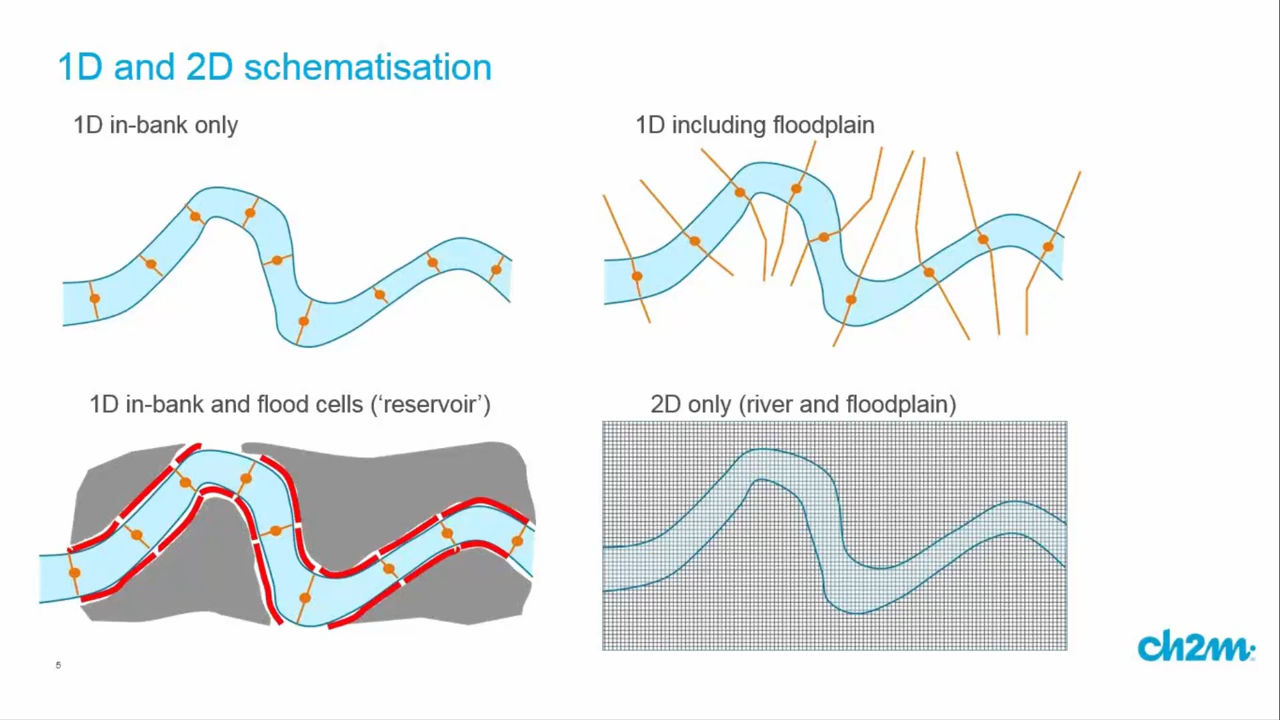 1D and 2D schematisation
1D in-bank only
1D including floodplain
1D in-bank and flood cells (‘reservoir’)
2D only (river and floodplain)
ch2m:
5